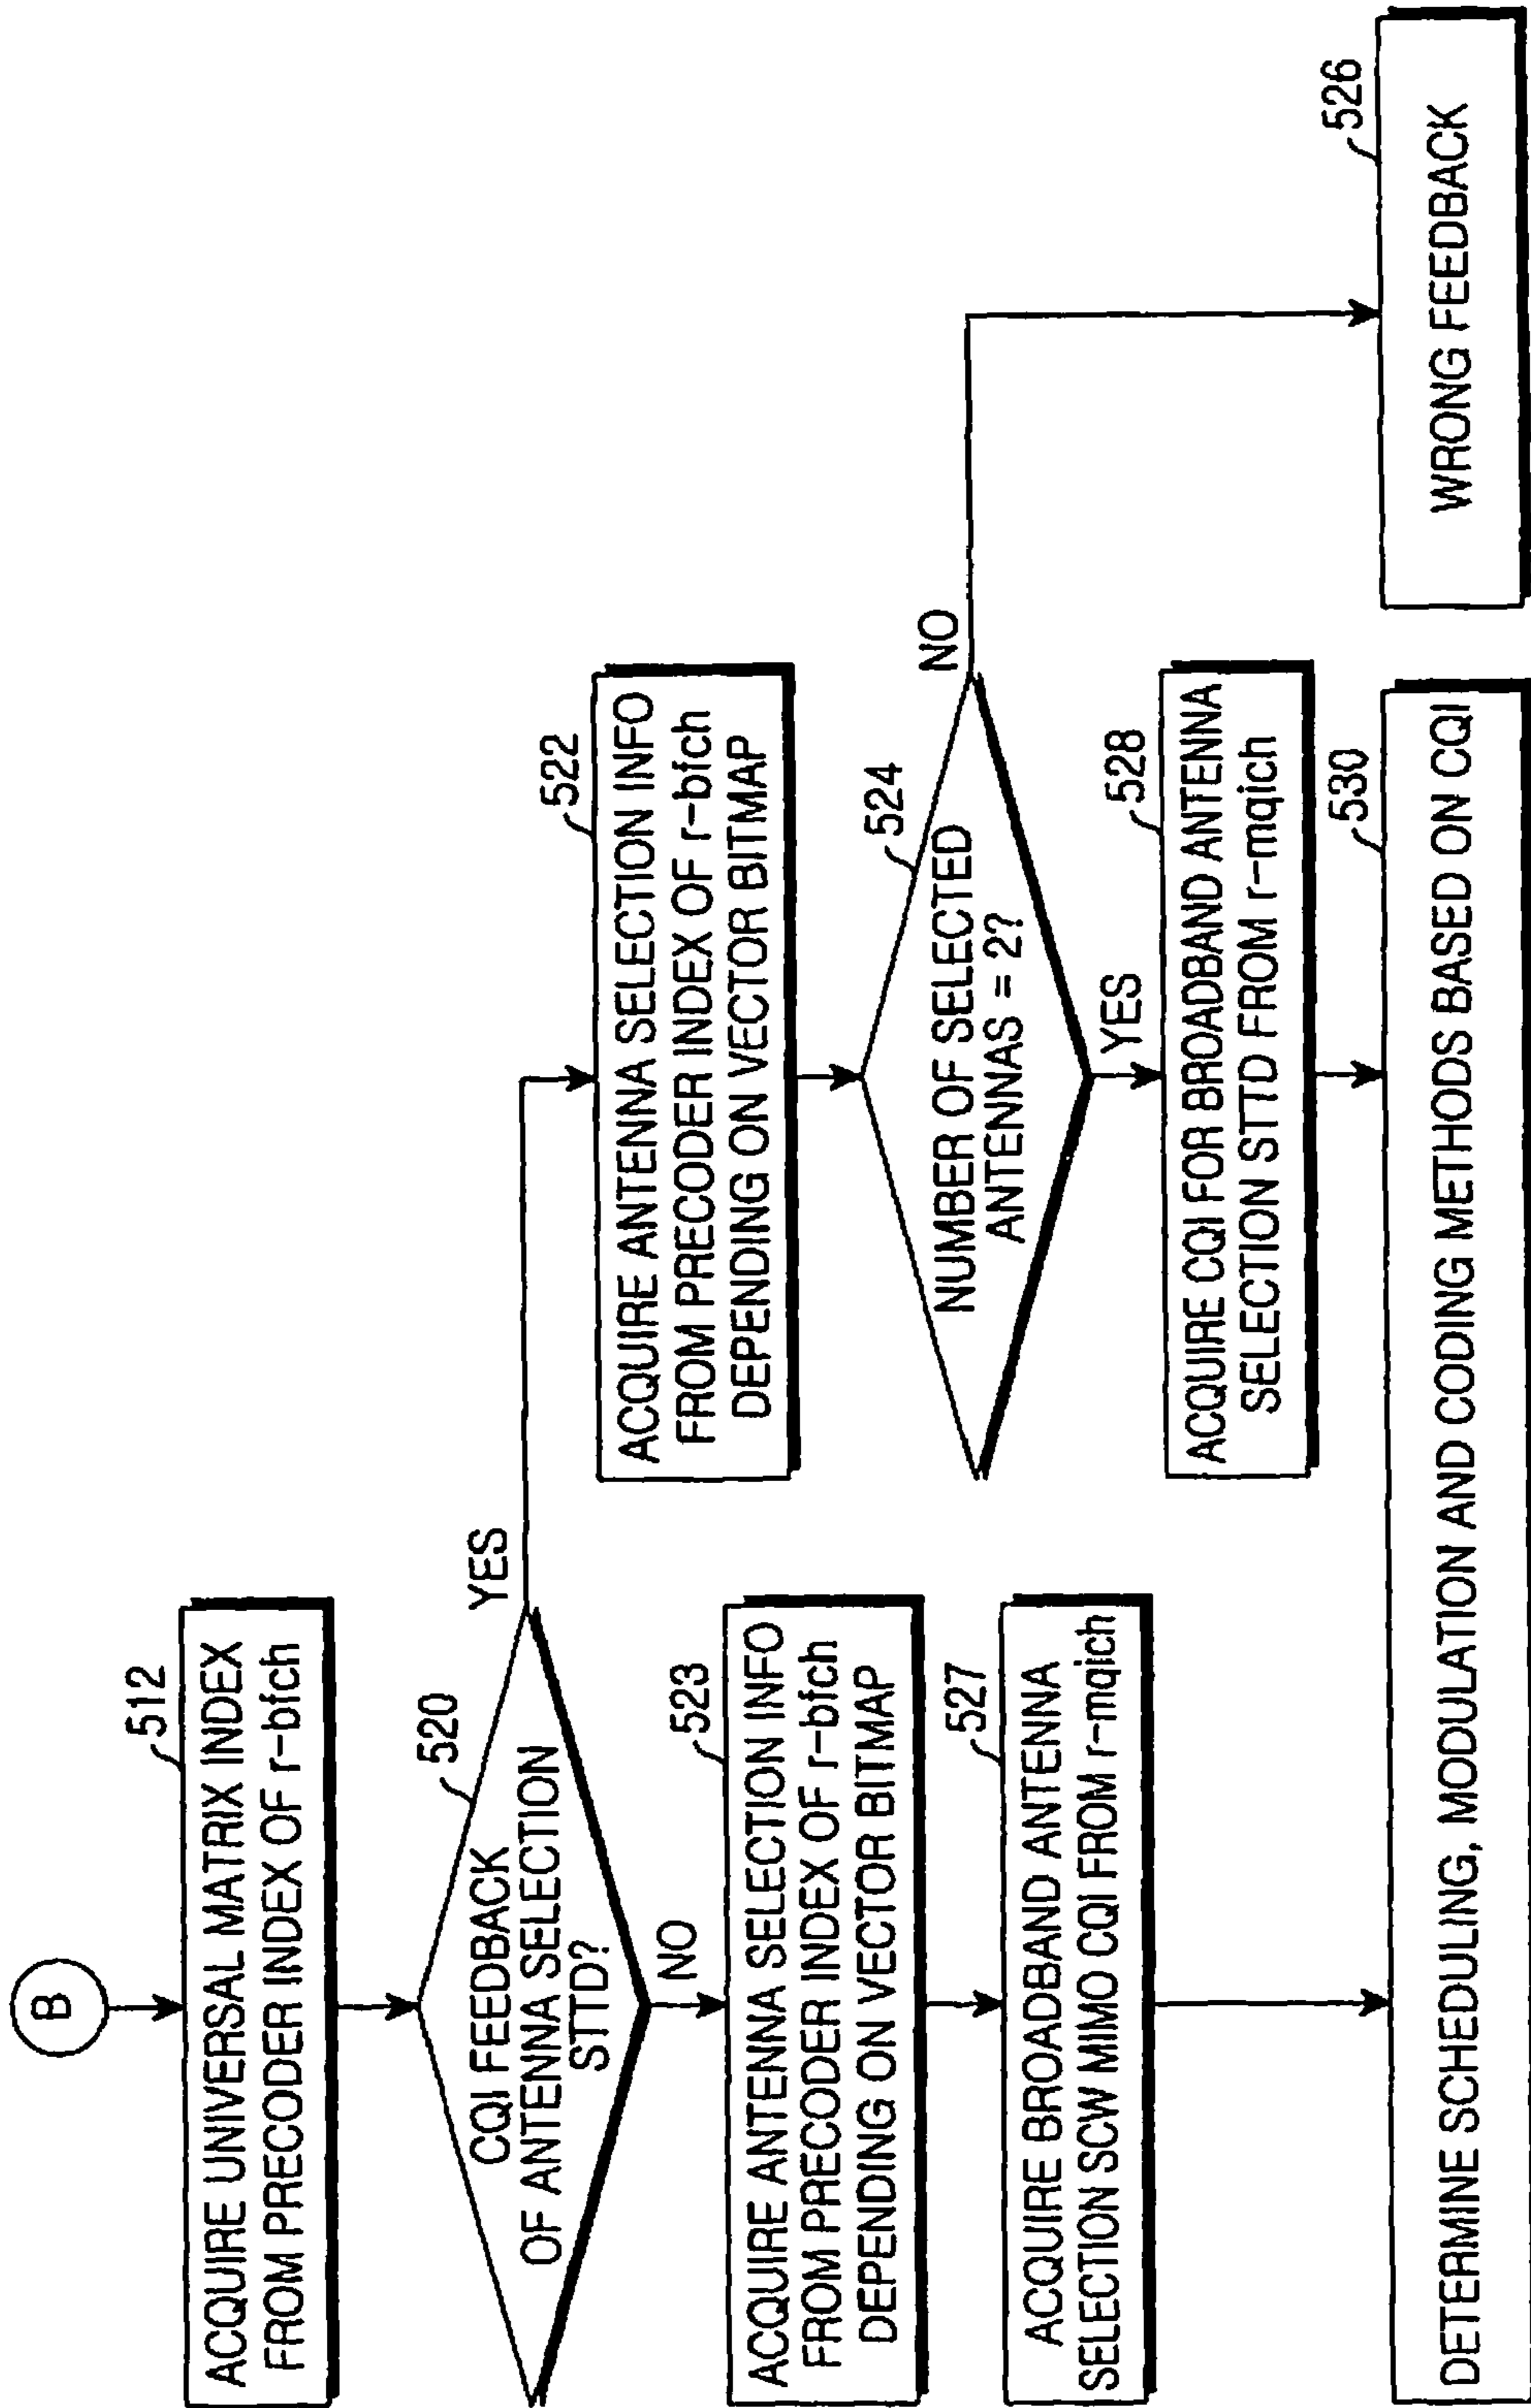 B
512
ACQUIRE UNIVERSAL MATRIX INDEX
FROM PRECODER INDEX OF r-bfch
520
CQI FEEDBACK
OF ANTENNA SELECTION
STTD?
YES
NO
522
ACQUIRE ANTENNA SELECTION INFO
FROM PRECODER INDEX OF r-bfch
DEPENDING ON VECTOR BITMAP
523
ACQUIRE ANTENNA SELECTION INFO
FROM PRECODER INDEX OF r-bfch
DEPENDING ON VECTOR BITMAP
524
NUMBER OF SELECTED
ANTENNAS = 2?
NO
YES
526
WRONG FEEDBACK
527
ACQUIRE BROADBAND ANTENNA
SELECTION SCW MIMO CQI FROM r-mqich
528
ACQUIRE CQI FOR BROADBAND ANTENNA
SELECTION STTD FROM r-mqich
530
DETERMINE SCHEDULING, MODULATION AND CODING METHODS BASED ON CQI